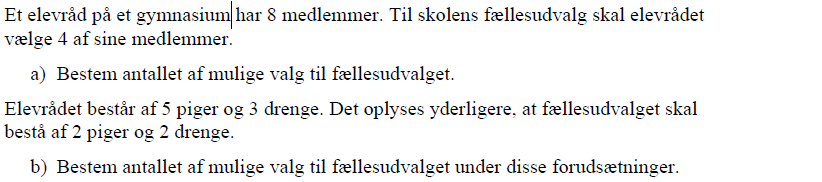 Et elevråd på et gymnasium har 8 medlemmer. Til skolens fællesudvalg skal elevrådet
vælge 4 af sine medlemmer.
a) Bestem antallet af mulige valg til fællesudvalget.
Elevrådet består af 5 piger og 3 drenge. Det oplyses yderligere, at fællesudvalget skal
bestå af 2 piger og 2 drenge.
b) Bestem antallet af mulige valg til fællesudvalget under disse forudsætninger.